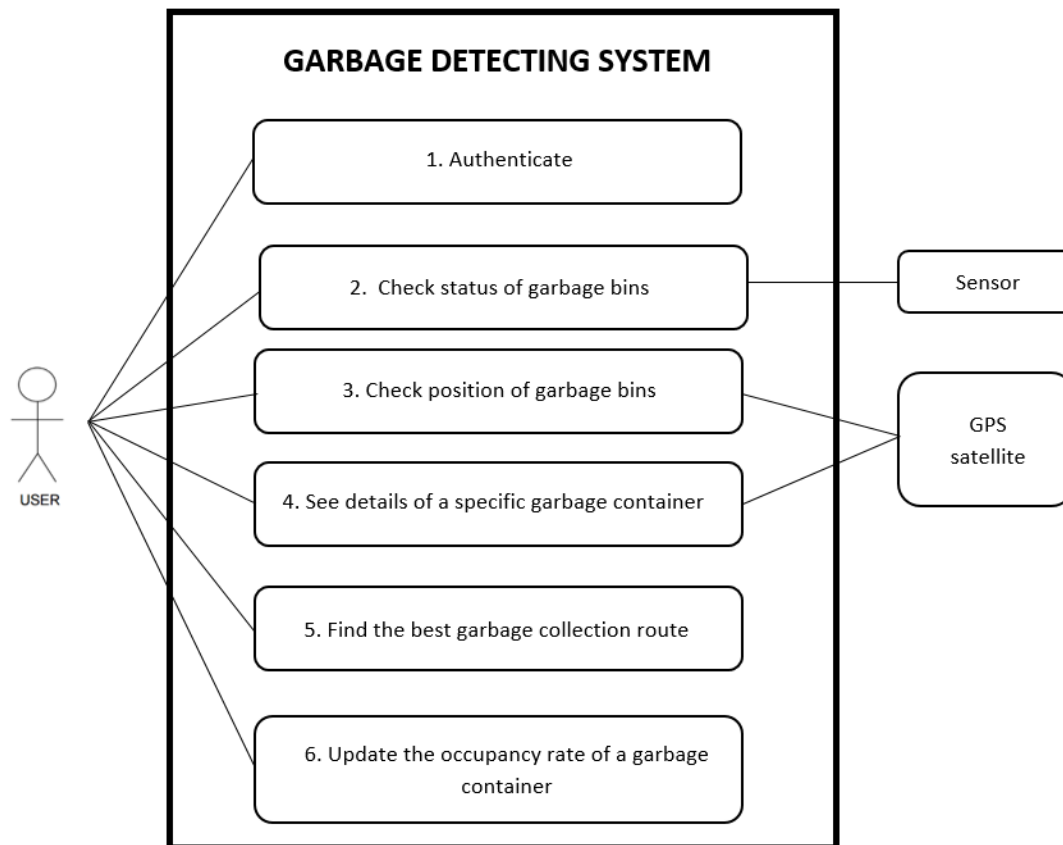 GARBAGE DETECTING SYSTEM
1. Authenticate
2. Check status of garbage bins
Sensor
3. Check position of garbage bins
GPS
satellite
USER
4. See details of a specific garbage container
5. Find the best garbage collection route
6. Update the occupancy rate of a garbage
container